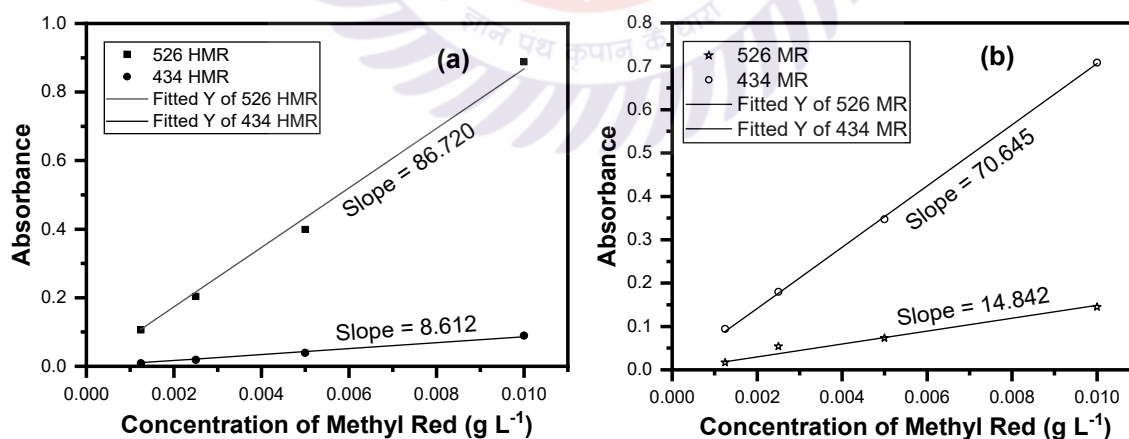 ज्ञान पंथ कृपान कै धारा
(a)
526 HMR
434 HMR
Fitted Y of 526 HMR
Fitted Y of 434 HMR
Slope = 86.720
Slope = 8.612
1.0
0.8
0.6
0.4
0.2
0.0
0.000 0.002 0.004 0.006 0.008 0.010
Absorbance
Concentration of Methyl Red (g L⁻¹)
(b)
526 MR
434 MR
Fitted Y of 526 MR
Fitted Y of 434 MR
Slope = 70.645
Slope = 14.842
0.8
0.7
0.6
0.5
0.4
0.3
0.2
0.1
0.0
0.000 0.002 0.004 0.006 0.008 0.010
Absorbance
Concentration of Methyl Red (g L⁻¹)